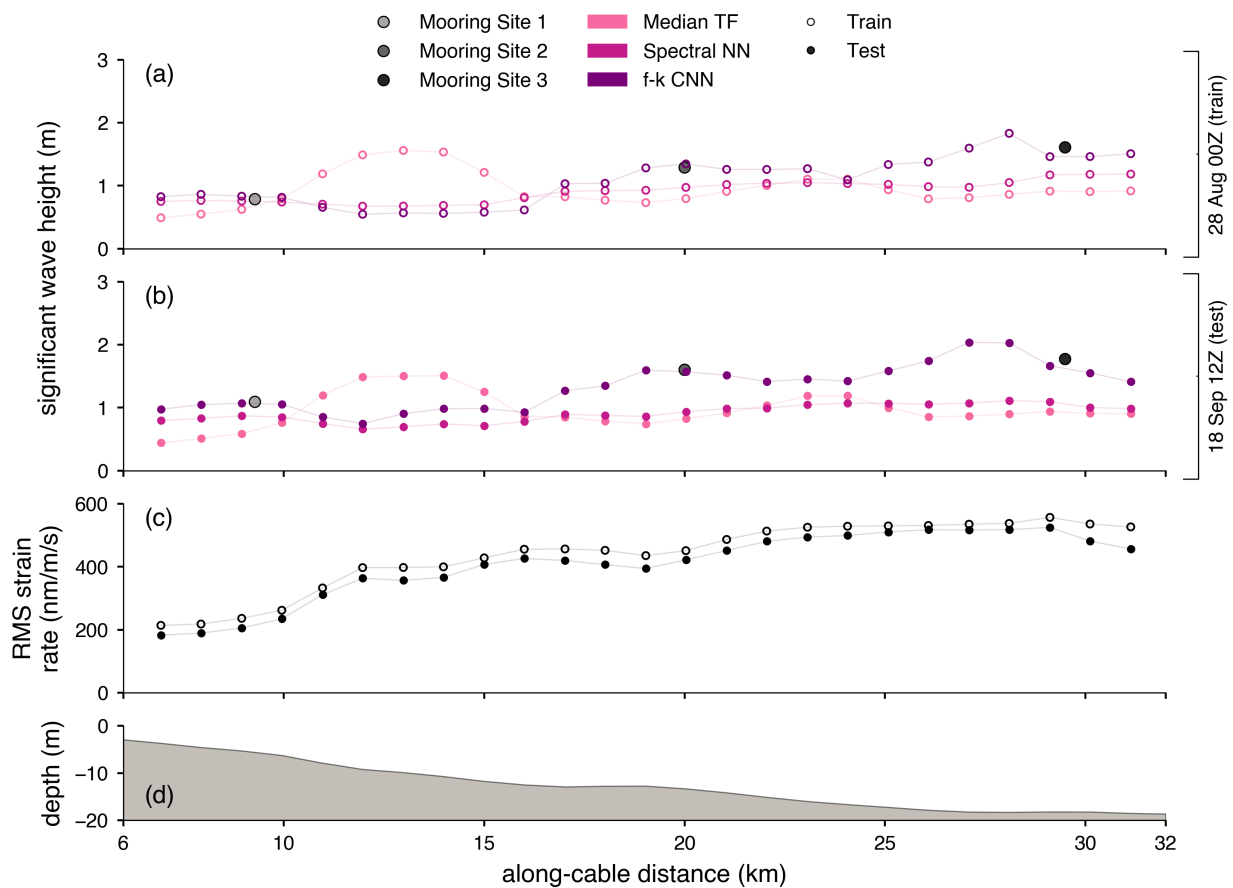 Mooring Site 1
Mooring Site 2
Mooring Site 3
Median TF
Spectral NN
f-k CNN
Train
Test
(a)
3
2
1
0
28 Aug 00Z (train)
significant wave height (m)
(b)
3
2
1
0
18 Sep 12Z (test)
(c)
600
400
200
0
RMS strain
rate (nm/m/s)
(d)
0
−10
−20
depth (m)
6
10
15
20
25
30
32
along-cable distance (km)